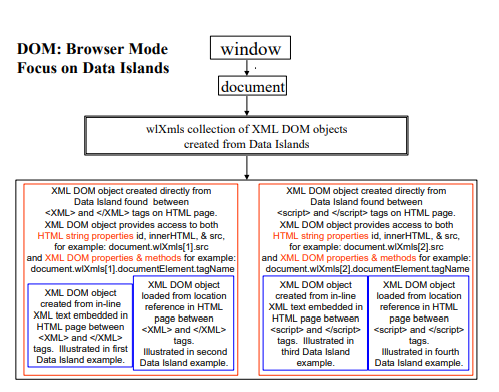 DOM: Browser Mode
Focus on Data Islands
window
document
wlXmls collection of XML DOM objects
created from Data Islands
XML DOM object created directly from
Data Island found between
<XML> and </XML> tags on HTML page.
XML DOM object provides access to both
HTML string properties id, innerHTML, & src,
for example: document.wlXmls[1].src
and XML DOM properties & methods for example:
document.wlXmls[1].documentElement.tagName
XML DOM object
created from in-line
XML text embedded in
HTML page between
<XML> and </XML>
tags. Illustrated in first
Data Island example.
XML DOM object
loaded from location
reference in HTML
page between
<XML> and </XML>
tags.
Illustrated in second
Data Island example.
XML DOM object created directly from
Data Island found between
<script> and </script> tags on HTML page.
XML DOM object provides access to both
HTML string properties id, innerHTML, & src,
for example: document.wlXmls[2].src
and XML DOM properties & methods for example:
document.wlXmls[2].documentElement.tagName
XML DOM object
created from in-line
XML text embedded in
HTML page between
<script> and </script>
tags. Illustrated in
third Data Island
example.
XML DOM object
loaded from location
reference in HTML
page between
<script> and </script>
tags.
Illustrated in fourth
Data Island example.